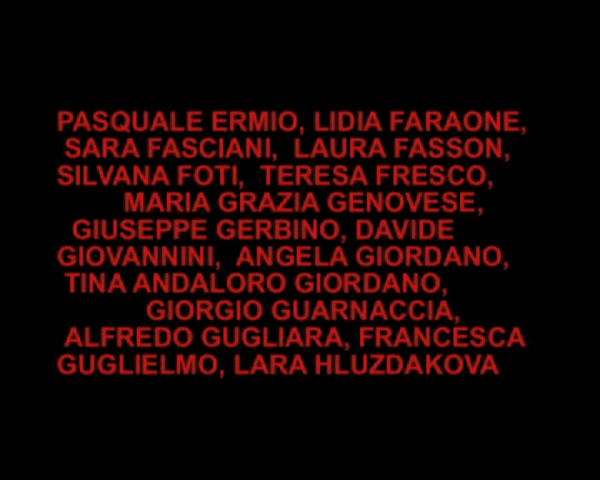 PASQUALE ERMIO, LIDIA FARAONE,
SARA FASCIANI, LAURA FASSON,
SILVANA FOTI, TERESA FRESCO,
MARIA GRAZIA GENOVESE,
GIUSEPPE GERBINO, DAVIDE
GIOVANNINI, ANGELA GIORDANO,
TINA ANDALORO GIORDANO,
GIORGIO GUARNACCIA,
ALFREDO GUGLIARA, FRANCESCA
GUGLIELMO, LARA HLUZDAKOVA